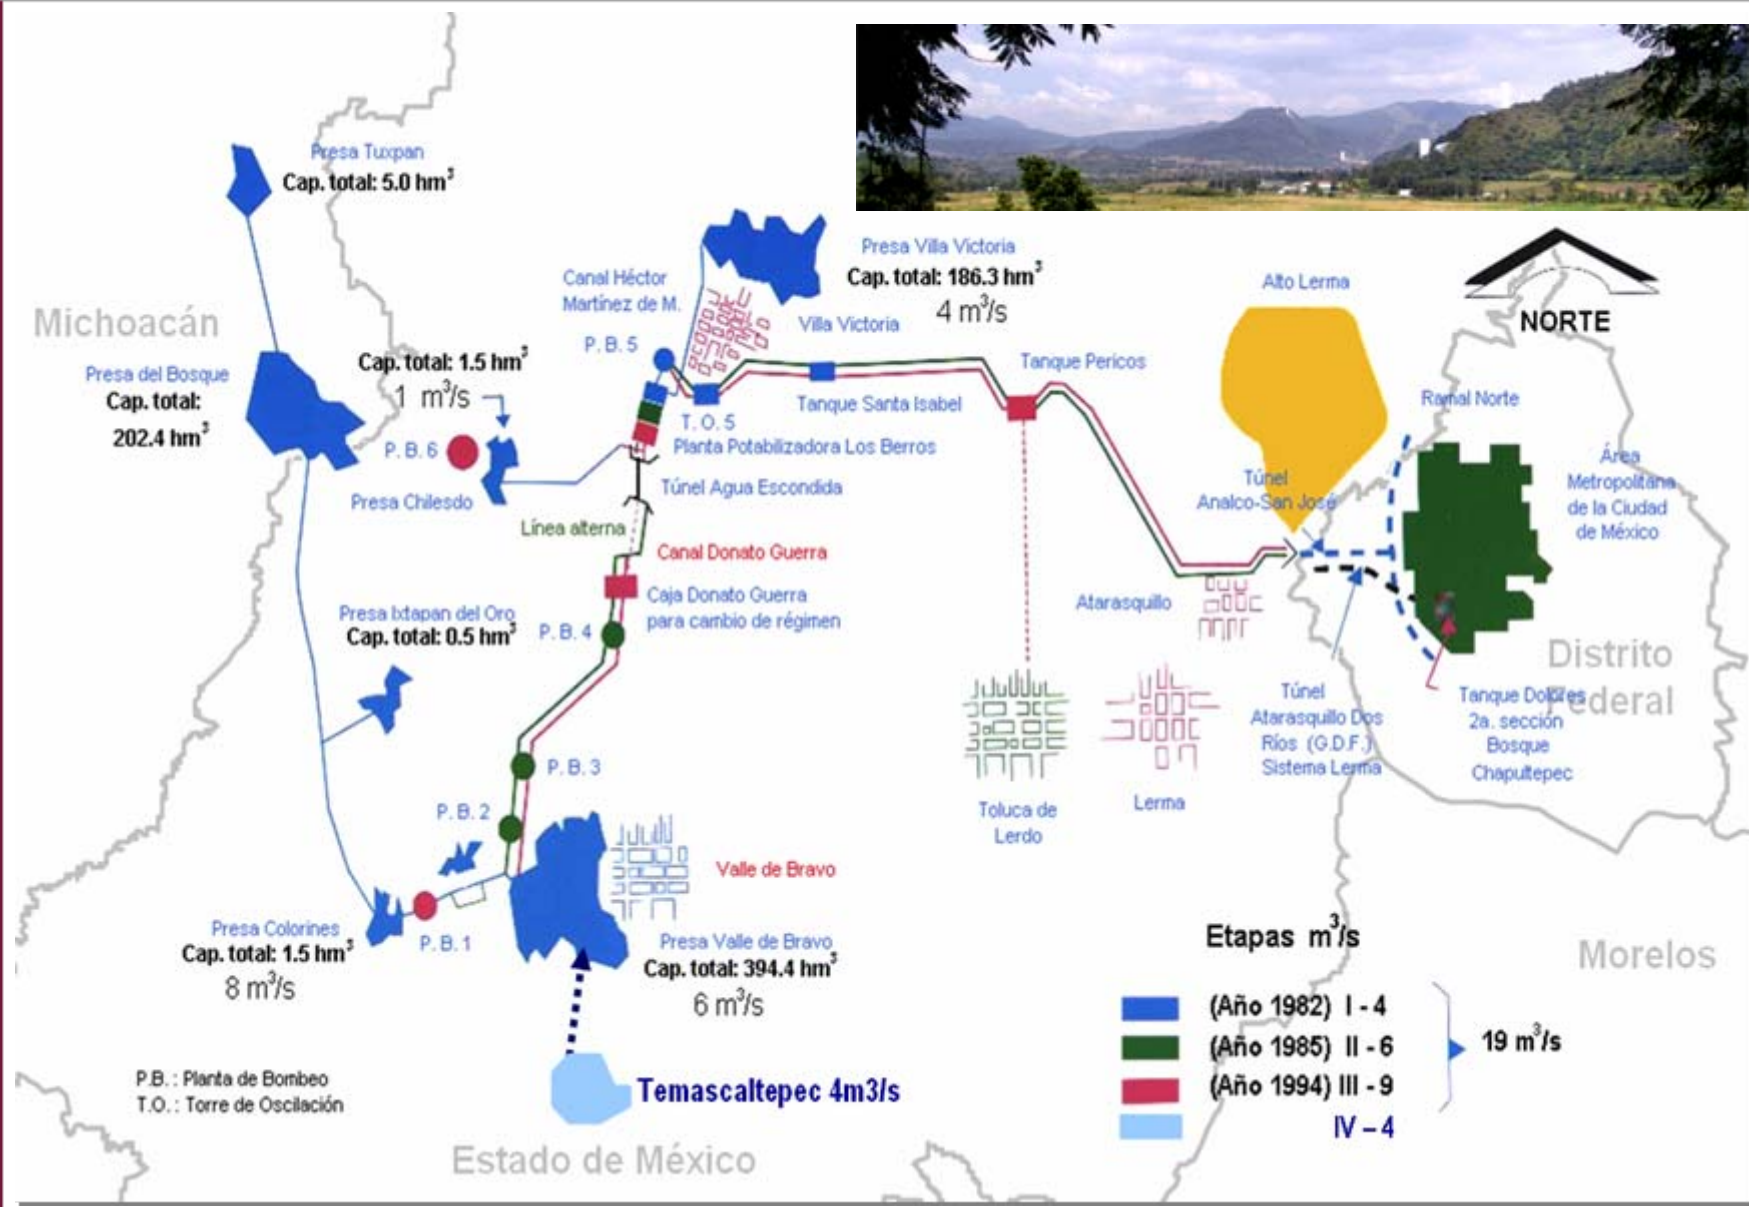 Presa Tuxpan
Cap. total: 5.0 hm³
Michoacán
Presa del Bosque
Cap. total:
202.4 hm³
Cap. total: 1.5 hm³
1 m³/s
P. B. 6
Presa Chilesdo
Canal Héctor
Martínez de M.
P. B. 5
Presa Villa Victoria
Cap. total: 186.3 hm³
4 m³/s
Villa Victoria
T. O. 5
Tanque Santa Isabel
Tanque Pericos
Planta Potabilizadora Los Berros
Túnel Agua Escondida
Línea alterna
Canal Donato Guerra
Caja Donato Guerra
para cambio de régimen
P. B. 4
Presa Ixtapan del Oro
Cap. total: 0.5 hm³
P. B. 3
P. B. 2
P. B. 1
Presa Colorines
Cap. total: 1.5 hm³
8 m³/s
Valle de Bravo
Presa Valle de Bravo
Cap. total: 394.4 hm³
6 m³/s
Temascaltepec 4m3/s
P.B. : Planta de Bombeo
T.O. : Torre de Oscilación
Estado de México
Alto Lerma
NORTE
Ramal Norte
Túnel
Analco-San José
Área
Metropolitana
de la Ciudad
de México
Atarasquillo
Toluca de
Lerdo
Lerma
Túnel
Atarasquillo Dos
Ríos (G.D.F.)
Sistema Lerma
Distrito
Federal
Tanque Dolores
2a. sección
Bosque
Chapultepec
Morelos
Etapas m³/s
(Año 1982) I - 4
(Año 1985) II - 6
(Año 1994) III - 9
IV – 4
19 m³/s